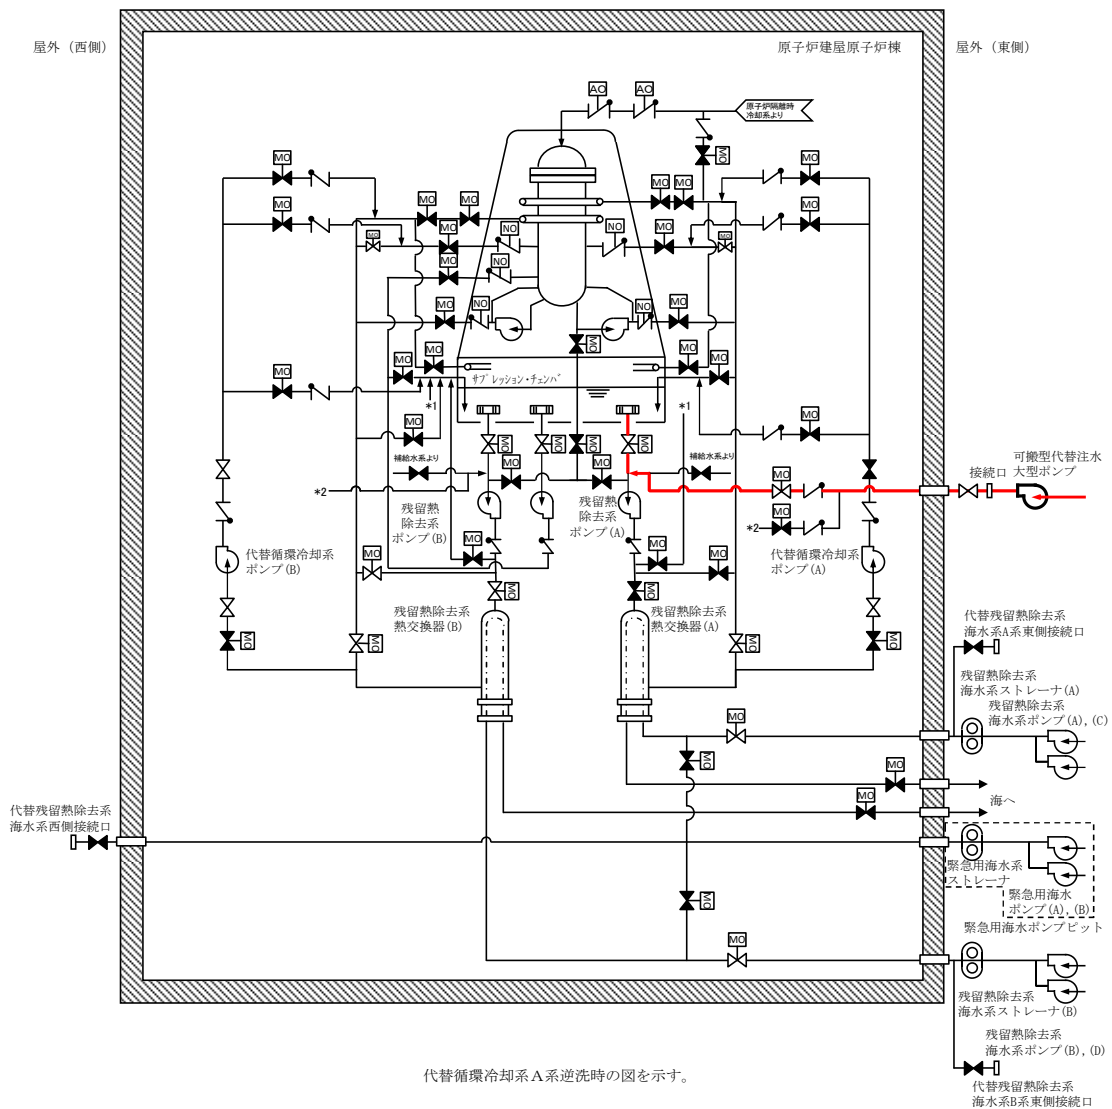 屋外（西側）
原子炉建屋原子炉棟
屋外（東側）
AO
AO
原子炉隔離時
冷却系より
MO
MO
MO
MO
MO
MO
MO
MO
MO
MO
MO
MO
NO
NO
MO
MO
MO
MO
NO
MO
NO
NO
MO
MO
MO
MO
MO
MO
MO
サプレッション・チェンバ
*1
*1
MO
MO
MO
MO
MO
MO
補給水系より
補給水系より
MO
MO
MO
*2
接続口
可搬型代替注水
大型ポンプ
残留熱
除去系
ポンプ(B)
残留熱
除去系
ポンプ(A)
MO
*2
MO
MO
MO
MO
代替循環冷却系
ポンプ(B)
代替循環冷却系
ポンプ(A)
MO
MO
残留熱除去系
熱交換器(B)
残留熱除去系
熱交換器(A)
MO
MO
MO
MO
代替残留熱除去系
海水系A系東側接続口
残留熱除去系
海水系ストレーナ(A)
残留熱除去系
海水系ポンプ(A),(C)
MO
MO
MO
MO
海へ
代替残留熱除去系
海水系西側接続口
緊急用海水系
ストレーナ
緊急用海水
ポンプ(A),(B)
MO
緊急用海水ポンプピット
MO
残留熱除去系
海水系ストレーナ(B)
残留熱除去系
海水系ポンプ(B),(D)
代替残留熱除去系
海水系B系東側接続口
代替循環冷却系Ａ系逆洗時の図を示す。